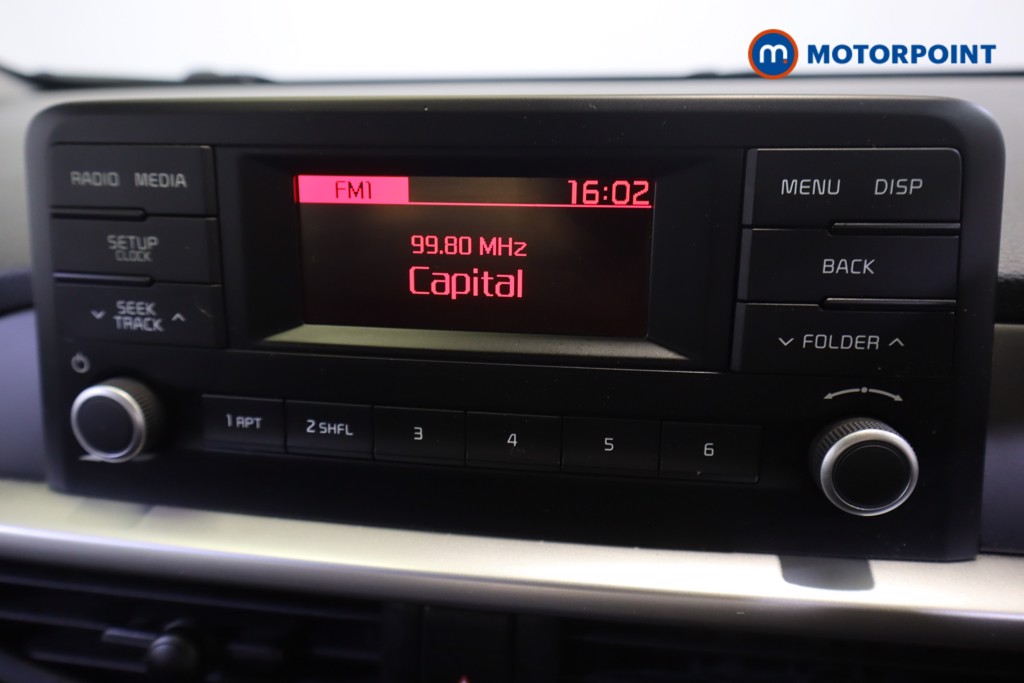 m. MOTORPOINT
RADIO MEDIA
SETUP
CLOCK
SEEK
TRACK
FM1 16:02
99.80 MHz
Capital
MENU DISP
BACK
FOLDER
1 RPT 2 SHFL 3 4 5 6